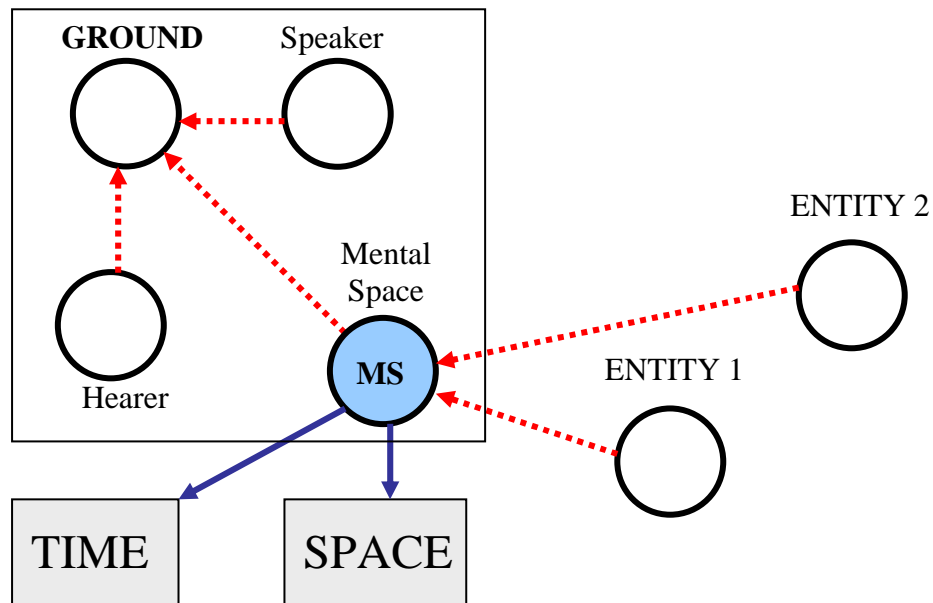 GROUND
Speaker
ENTITY 2
Mental
Space
MS
ENTITY 1
Hearer
TIME
SPACE